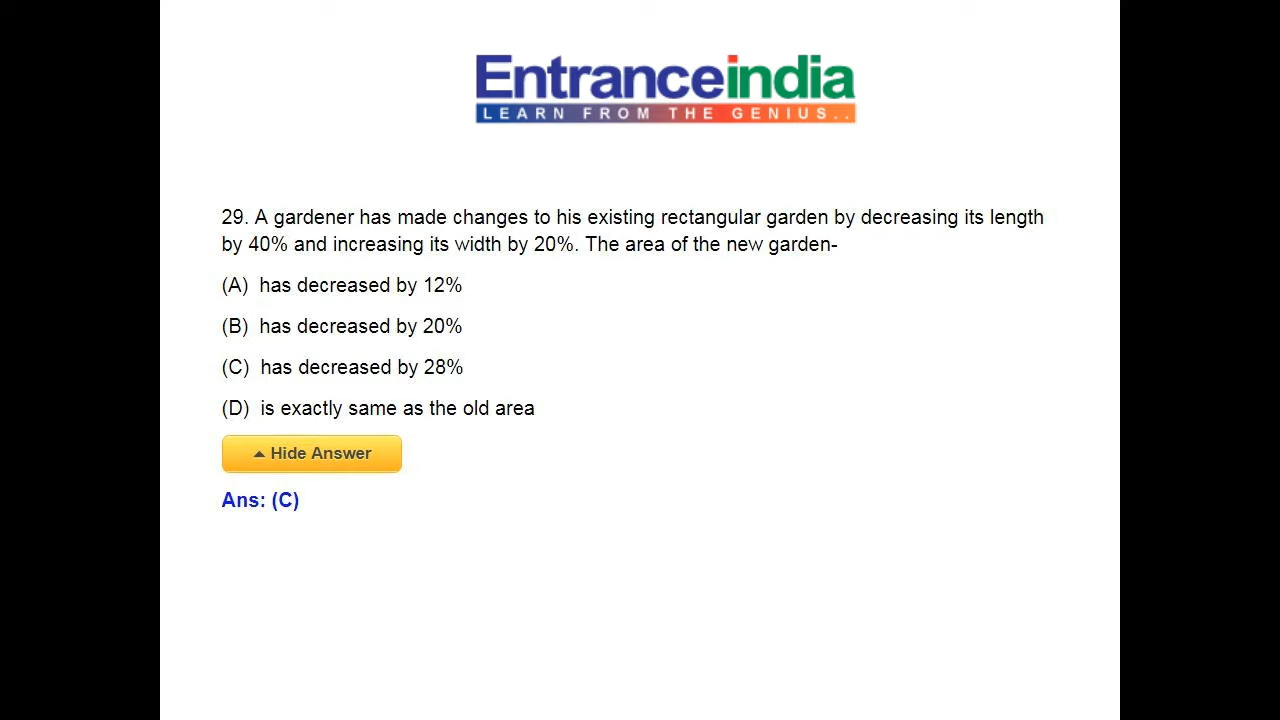 Entranceindia
LEARN FROM THE GENIUS..
29. A gardener has made changes to his existing rectangular garden by decreasing its length
by 40% and increasing its width by 20%. The area of the new garden-
(A) has decreased by 12%
(B) has decreased by 20%
(C) has decreased by 28%
(D) is exactly same as the old area
Hide Answer
Ans: (C)